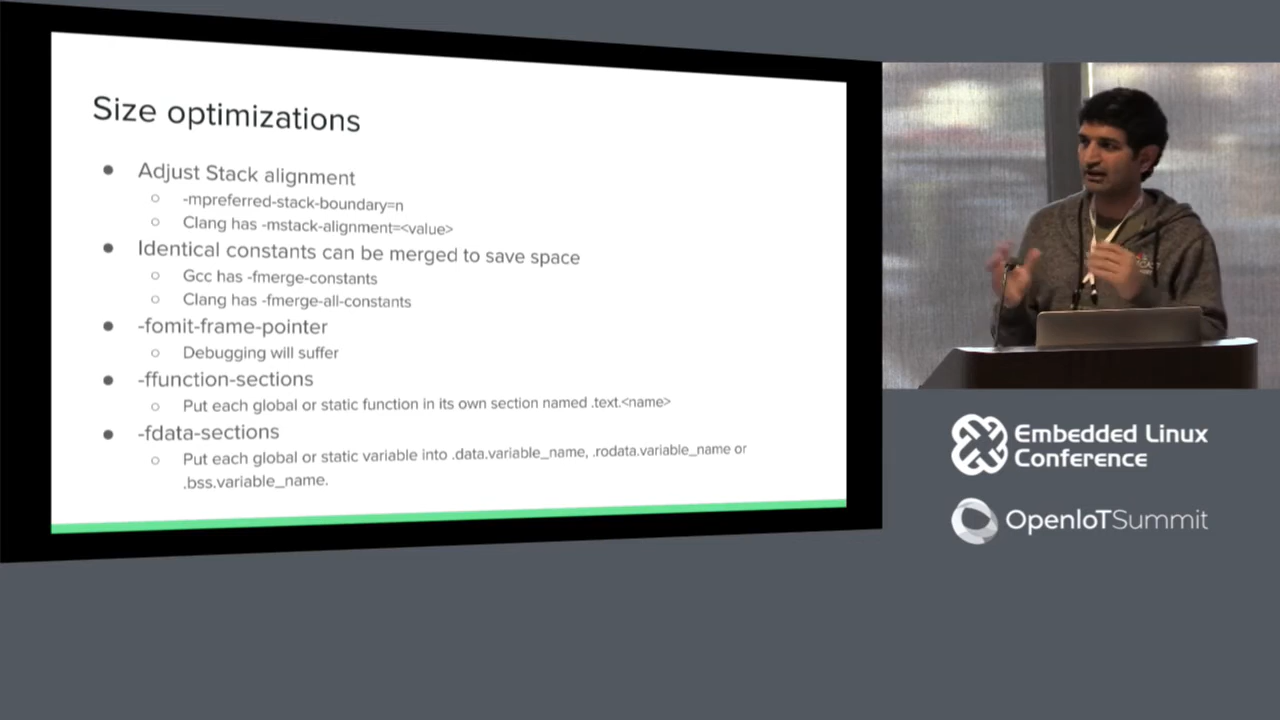 Size optimizations
● Adjust Stack alignment
○ -mpreferred-stack-boundary=n
○ Clang has -mstack-alignment=<value>
● Identical constants can be merged to save space
○ Gcc has -fmerge-constants
○ Clang has -fmerge-all-constants
● -fomit-frame-pointer
○ Debugging will suffer
● -ffunction-sections
○ Put each global or static function in its own section named .text.<name>
● -fdata-sections
○ Put each global or static variable into .data.variable_name, .rodata.variable_name or
.bss.variable_name.
Embedded Linux
Conference
OpenIoTSummit